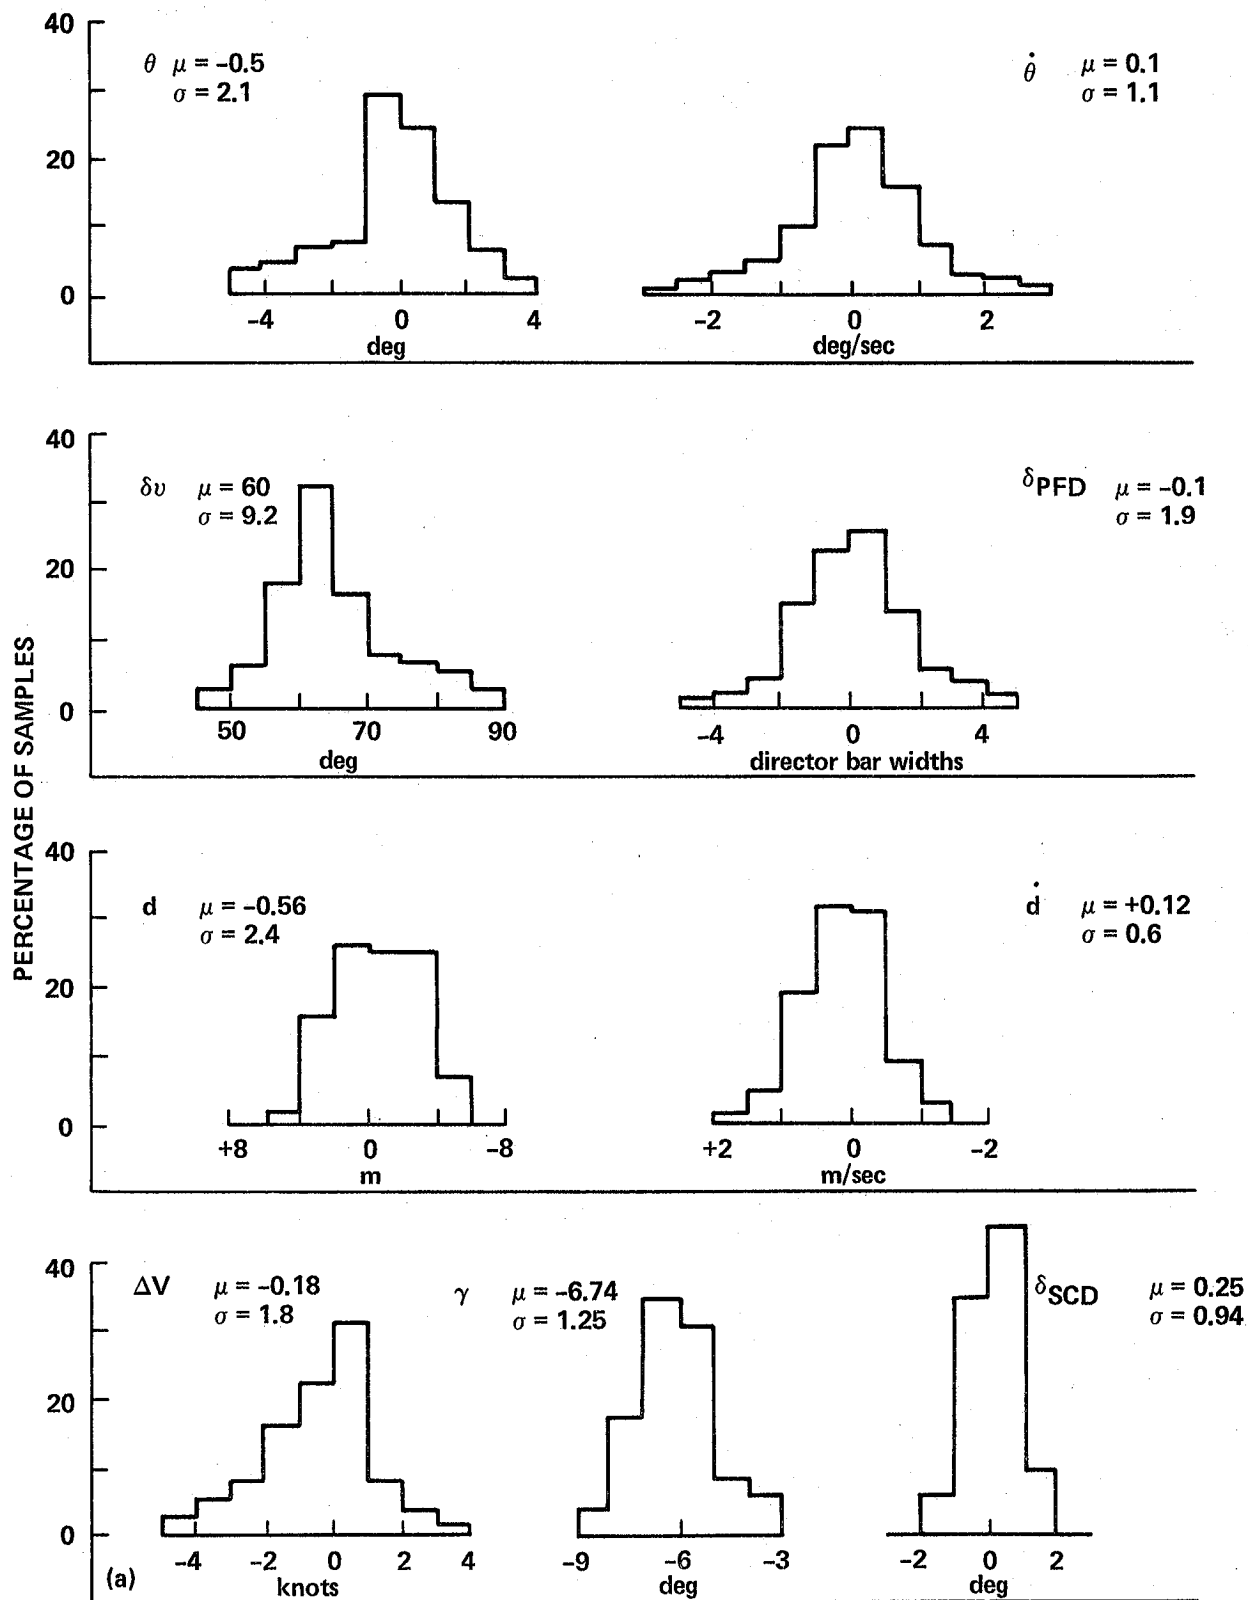 PERCENTAGE OF SAMPLES
40
20
0
θ μ = -0.5
σ = 2.1
-4 0 4
deg
θ̇ μ = 0.1
σ = 1.1
-2 0 2
deg/sec
40
20
0
δυ μ = 60
σ = 9.2
50 70 90
deg
δPFD μ = -0.1
σ = 1.9
-4 0 4
director bar widths
40
20
0
d μ = -0.56
σ = 2.4
+8 0 -8
m
ḋ μ = +0.12
σ = 0.6
+2 0 -2
m/sec
40
20
0
ΔV μ = -0.18
σ = 1.8
-4 -2 0 2 4
knots
γ μ = -6.74
σ = 1.25
-9 -6 -3
deg
δSCD μ = 0.25
σ = 0.94
-2 0 2
deg
(a)